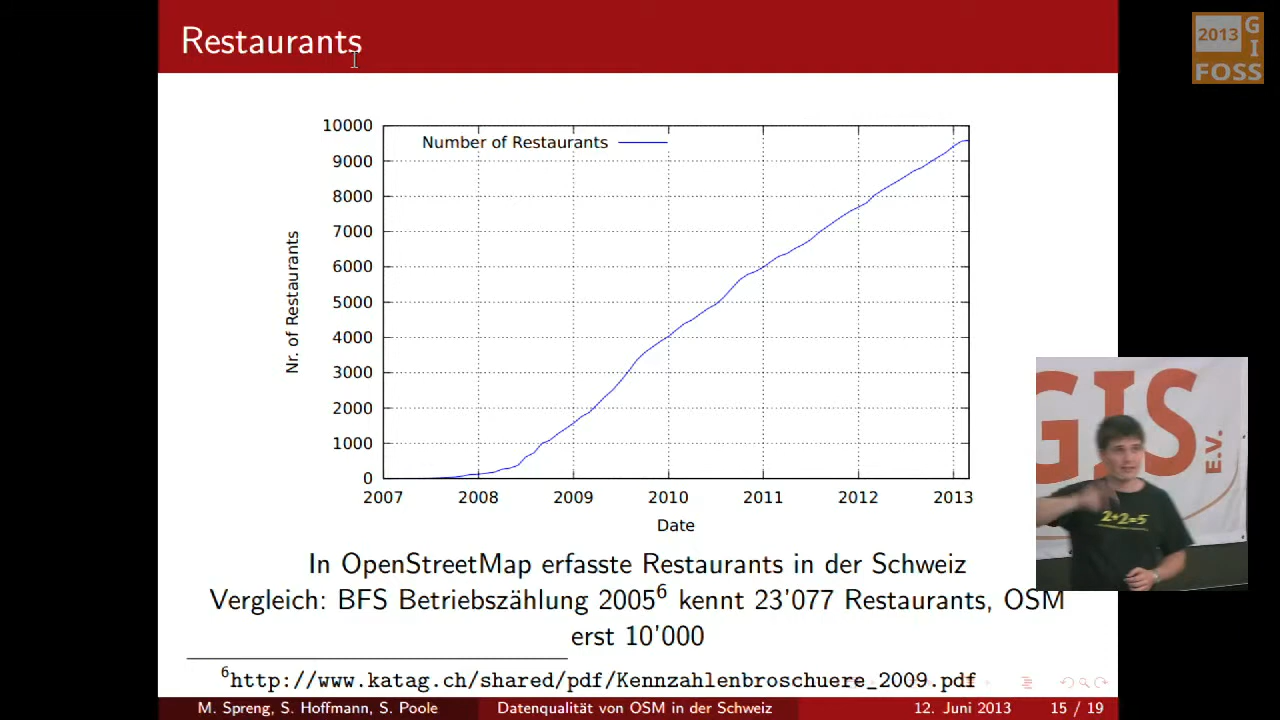 Restaurants
2013
GI
FOSS
10000
9000
8000
7000
6000
5000
4000
3000
2000
1000
0
Number of Restaurants
Nr. of Restaurants
2007 2008 2009 2010 2011 2012 2013
Date
GIS
E.V.
2+2=5
In OpenStreetMap erfasste Restaurants in der Schweiz
Vergleich: BFS Betriebszählung 2005⁶ kennt 23'077 Restaurants, OSM
erst 10'000
⁶http://www.katag.ch/shared/pdf/Kennzahlenbroschuere_2009.pdf
M. Spreng, S. Hoffmann, S. Poole Datenqualität von OSM in der Schweiz 12. Juni 2013 15 / 19